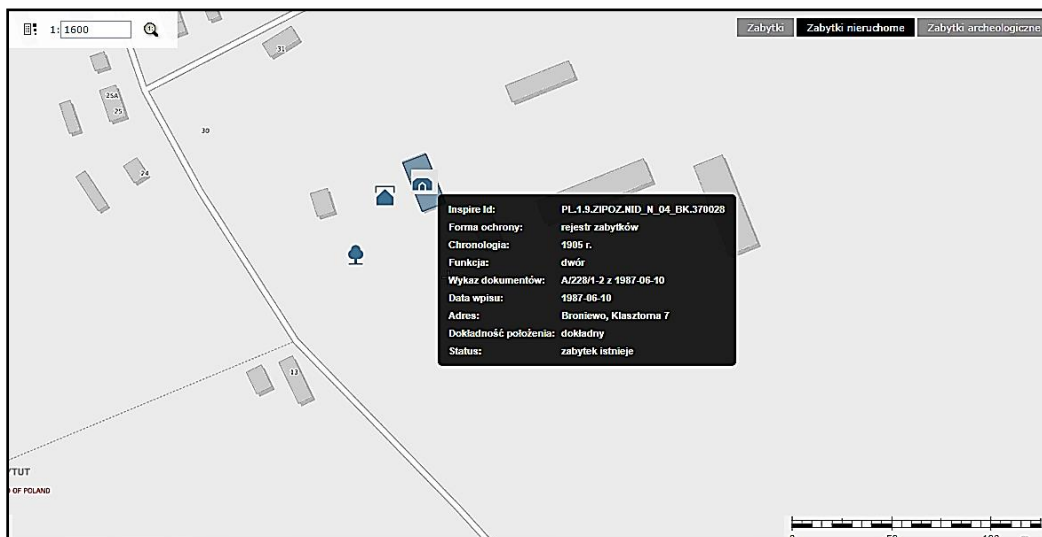 1: 1600
Zabytki Zabytki nieruchome Zabytki archeologiczne
31
25A
25
30
24
Inspire Id: PL.1.9.ZIPOZ.NID_N_04_BK.370028
Forma ochrony: rejestr zabytków
Chronologia: 1905 r.
Funkcja: dwór
Wykaz dokumentów: A/228/1-2 z 1987-06-10
Data wpisu: 1987-06-10
Adres: Broniewo, Klasztorna 7
Dokładność położenia: dokładny
Status: zabytek istnieje
13
YTUT
D OF POLAND
0 50 100